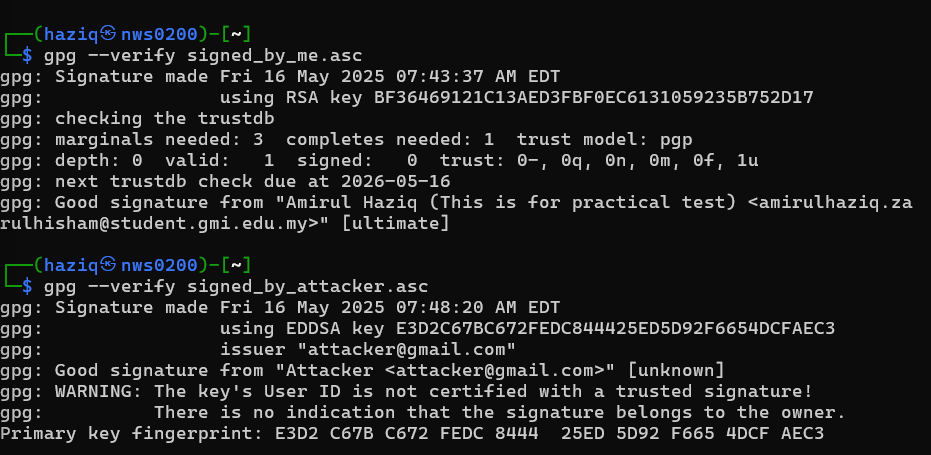 ┌──(haziq㉿nws0200)-[~]
└─$ gpg --verify signed_by_me.asc
gpg: Signature made Fri 16 May 2025 07:43:37 AM EDT
gpg:                using RSA key BF36469121C13AED3FBF0EC6131059235B752D17
gpg: checking the trustdb
gpg: marginals needed: 3  completes needed: 1  trust model: pgp
gpg: depth: 0  valid:   1  signed:   0  trust: 0-, 0q, 0n, 0m, 0f, 1u
gpg: next trustdb check due at 2026-05-16
gpg: Good signature from "Amirul Haziq (This is for practical test) <amirulhaziq.za
rulhisham@student.gmi.edu.my>" [ultimate]
┌──(haziq㉿nws0200)-[~]
└─$ gpg --verify signed_by_attacker.asc
gpg: Signature made Fri 16 May 2025 07:48:20 AM EDT
gpg:                using EDDSA key E3D2C67BC672FEDC844425ED5D92F6654DCFAEC3
gpg:                issuer "attacker@gmail.com"
gpg: Good signature from "Attacker <attacker@gmail.com>" [unknown]
gpg: WARNING: The key's User ID is not certified with a trusted signature!
gpg:          There is no indication that the signature belongs to the owner.
Primary key fingerprint: E3D2 C67B C672 FEDC 8444  25ED 5D92 F665 4DCF AEC3